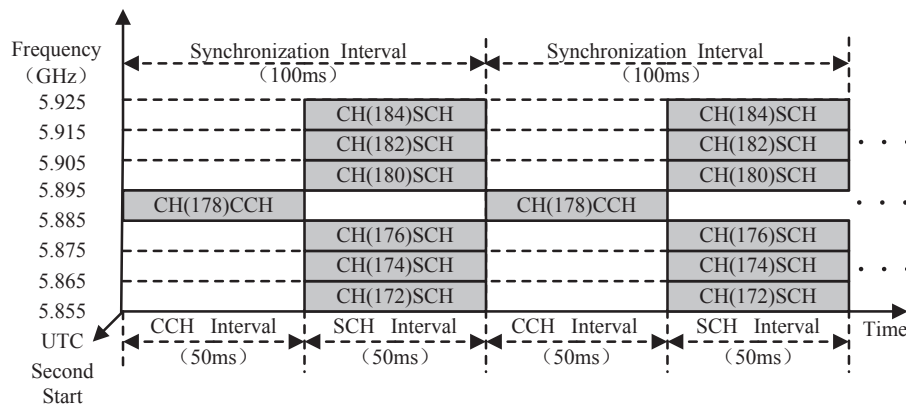 Frequency
（GHz）
Synchronization Interval
（100ms）
Synchronization Interval
（100ms）
5.925
5.915
5.905
5.895
5.885
5.875
5.865
5.855
CH(184)SCH
CH(184)SCH
CH(182)SCH
CH(182)SCH
CH(180)SCH
CH(180)SCH
CH(178)CCH
CH(178)CCH
CH(176)SCH
CH(176)SCH
CH(174)SCH
CH(174)SCH
CH(172)SCH
CH(172)SCH
· · · ·
· · ·
· · · ·
UTC
Second
Start
CCH Interval
（50ms）
SCH Interval
（50ms）
CCH Interval
（50ms）
SCH Interval
（50ms）
Time